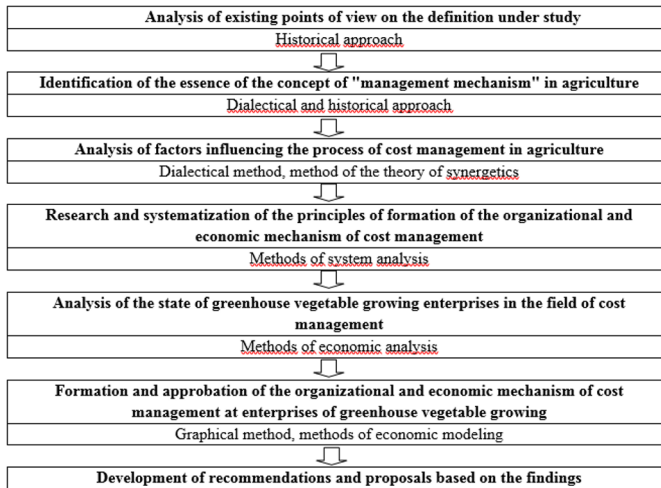 Analysis of existing points of view on the definition under study
Historical approach
Identification of the essence of the concept of "management mechanism" in agriculture
Dialectical and historical approach
Analysis of factors influencing the process of cost management in agriculture
Dialectical method, method of the theory of synergetics
Research and systematization of the principles of formation of the organizational and
economic mechanism of cost management
Methods of system analysis
Analysis of the state of greenhouse vegetable growing enterprises in the field of cost
management
Methods of economic analysis
Formation and approbation of the organizational and economic mechanism of cost
management at enterprises of greenhouse vegetable growing
Graphical method, methods of economic modeling
Development of recommendations and proposals based on the findings